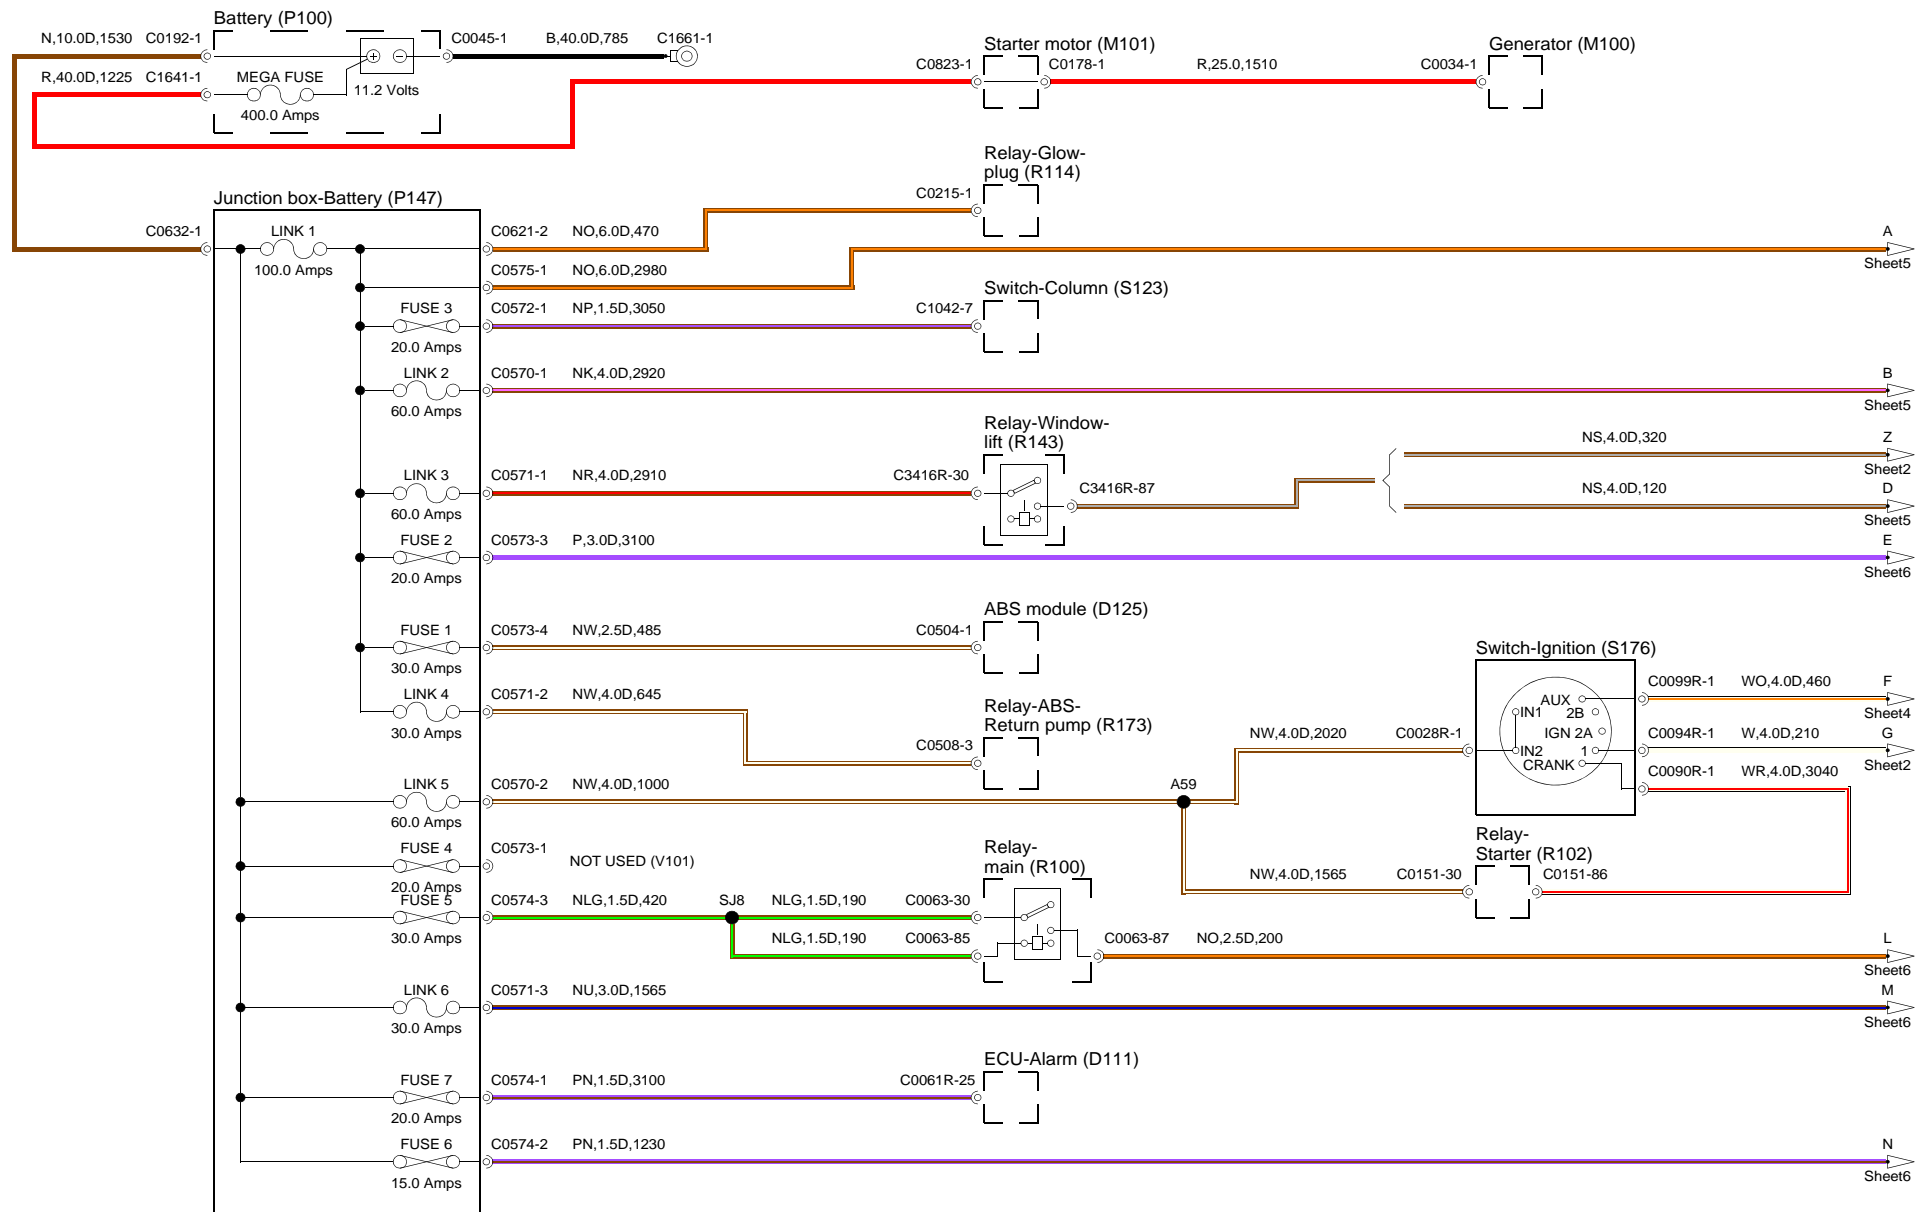 Battery (P100)
N,10.0D,1530 C0192-1
C0045-1 B,40.0D,785 C1661-1
R,40.0D,1225 C1641-1 MEGA FUSE
11.2 Volts
400.0 Amps
Starter motor (M101)
Generator (M100)
C0823-1 C0178-1 R,25.0,1510 C0034-1
Relay-Glow-
plug (R114)
C0215-1
Junction box-Battery (P147)
C0632-1 LINK 1 C0621-2 NO,6.0D,470
A
100.0 Amps C0575-1 NO,6.0D,2980
Sheet5
Switch-Column (S123)
FUSE 3 C0572-1 NP,1.5D,3050 C1042-7
20.0 Amps
LINK 2 C0570-1 NK,4.0D,2920 B
60.0 Amps Sheet5
Relay-Window-
lift (R143)
NS,4.0D,320 Z
Sheet2
LINK 3 C0571-1 NR,4.0D,2910 C3416R-30
C3416R-87 NS,4.0D,120 D
60.0 Amps Sheet5
FUSE 2 C0573-3 P,3.0D,3100 E
20.0 Amps Sheet6
ABS module (D125)
FUSE 1 C0573-4 NW,2.5D,485 C0504-1
30.0 Amps
Switch-Ignition (S176)
LINK 4 C0571-2 NW,4.0D,645
30.0 Amps
Relay-ABS-
Return pump (R173)
C0508-3
AUX
IN1 2B
IGN 2A
IN2 1
CRANK
C0099R-1 WO,4.0D,460 F
Sheet4
NW,4.0D,2020 C0028R-1
C0094R-1 W,4.0D,210 G
Sheet2
C0090R-1 WR,4.0D,3040
LINK 5 C0570-2 NW,4.0D,1000 A59
60.0 Amps
Relay-
Starter (R102)
NW,4.0D,1565 C0151-30 C0151-86
FUSE 4 C0573-1
NOT USED (V101)
20.0 Amps
Relay-
main (R100)
FUSE 5 C0574-3 NLG,1.5D,420 SJ8 NLG,1.5D,190 C0063-30
30.0 Amps
NLG,1.5D,190 C0063-85 C0063-87 NO,2.5D,200 L
Sheet6
LINK 6 C0571-3 NU,3.0D,1565 M
30.0 Amps Sheet6
ECU-Alarm (D111)
FUSE 7 C0574-1 PN,1.5D,3100 C0061R-25
20.0 Amps
FUSE 6 C0574-2 PN,1.5D,1230 N
15.0 Amps Sheet6